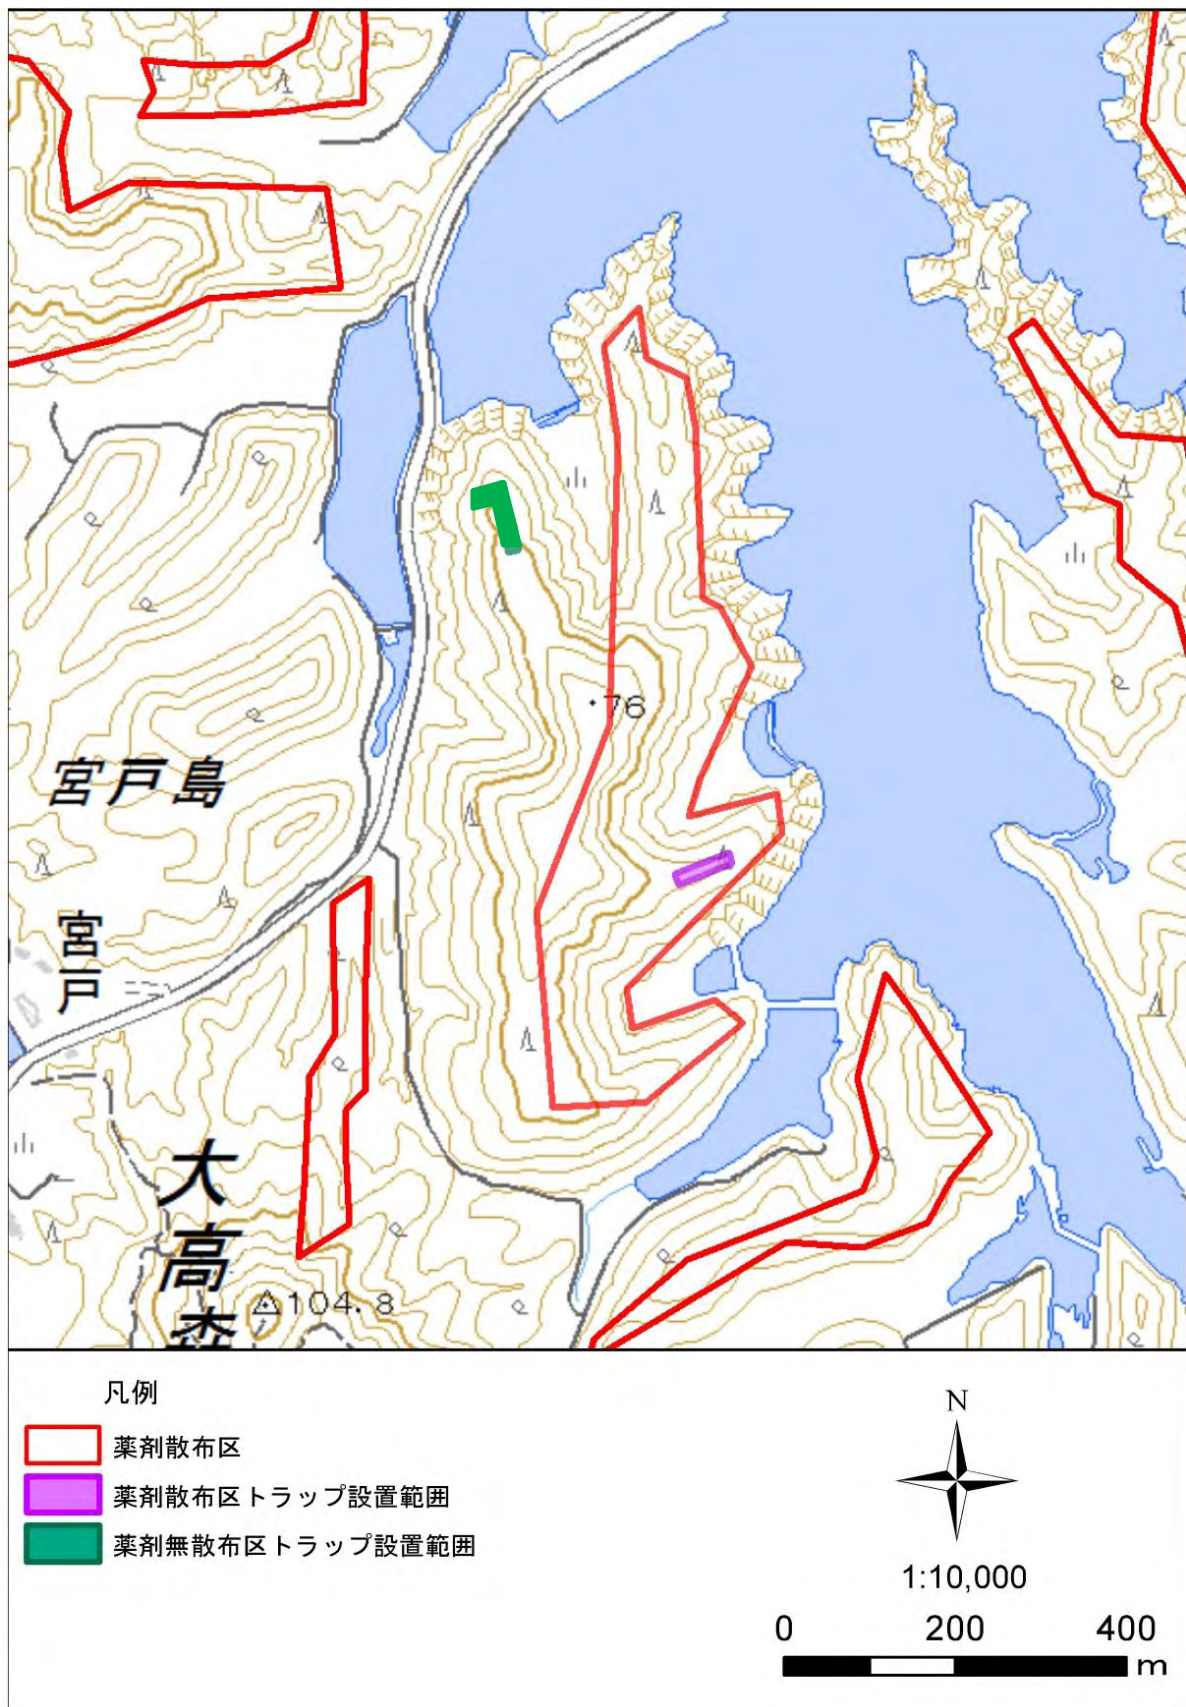 76
宮戸島
宮戸
大高森
104.8
凡例
薬剤散布区
薬剤散布区トラップ設置範囲
薬剤無散布区トラップ設置範囲
N
1:10,000
0 200 400
m